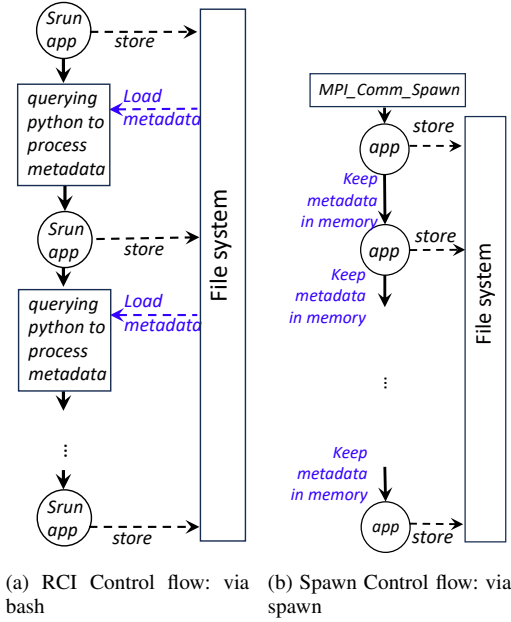 Srun
app
store
querying
python to
process
metadata
Load
metadata
Srun
app
store
querying
python to
process
metadata
Load
metadata
...
Srun
app
store
File system
(a) RCI Control flow: via
bash
MPI_Comm_Spawn
app
store
Keep
metadata
in memory
app
store
Keep
metadata
in memory
...
Keep
metadata
in memory
app
store
File system
(b) Spawn Control flow: via
spawn